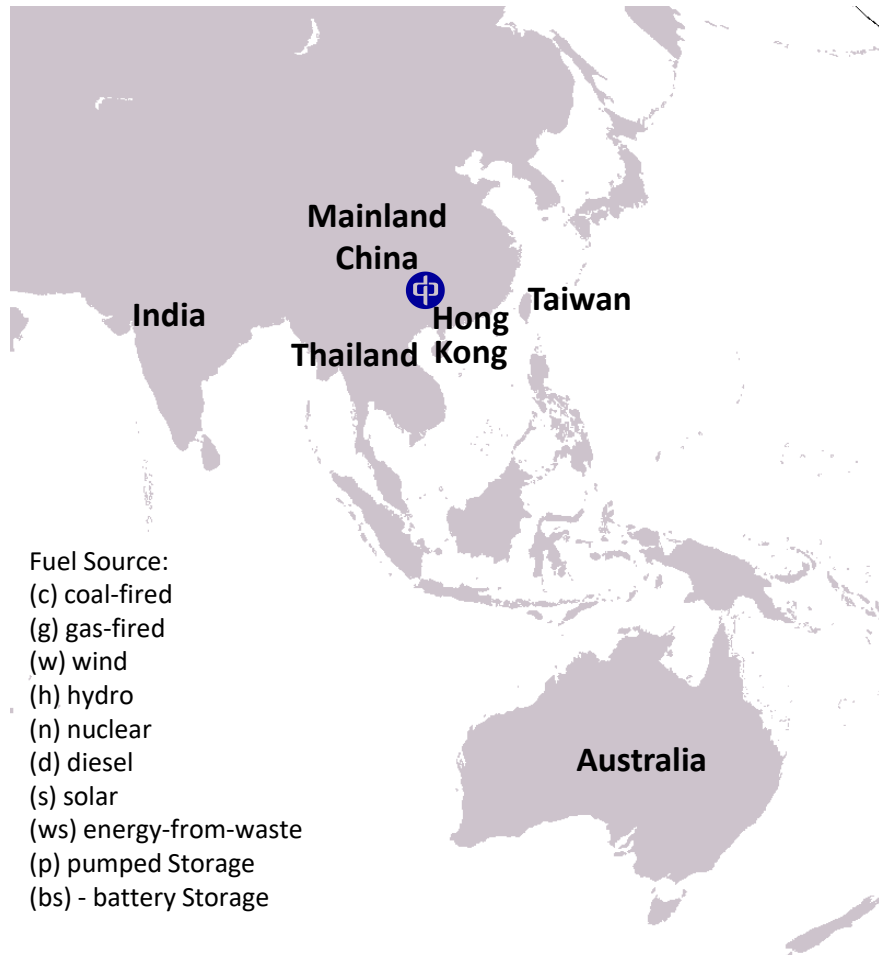 Mainland
China
India
Taiwan
Hong
Kong
Thailand
Fuel Source:
(c) coal-fired
(g) gas-fired
(w) wind
(h) hydro
(n) nuclear
(d) diesel
(s) solar
(ws) energy-from-waste
(p) pumped Storage
(bs) - battery Storage
Australia